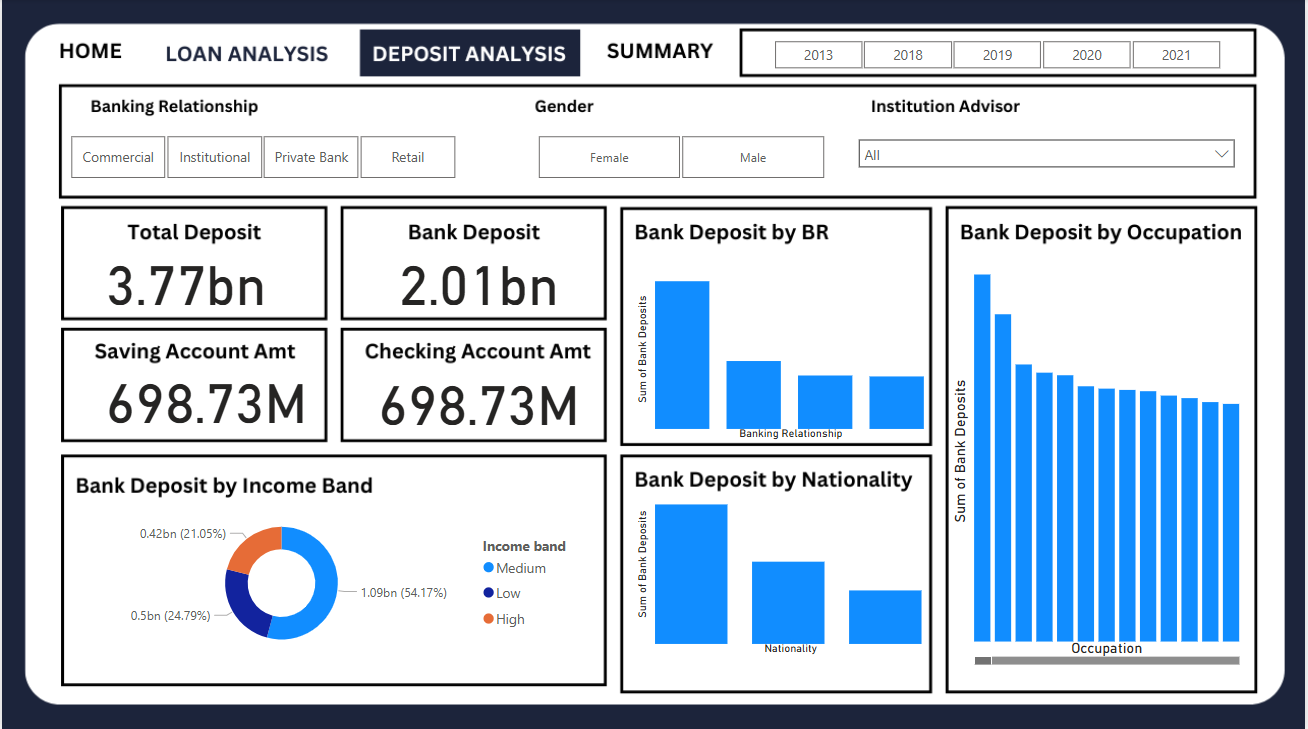 HOME
LOAN ANALYSIS
DEPOSIT ANALYSIS
SUMMARY
2013
2018
2019
2020
2021
Banking Relationship
Commercial
Institutional
Private Bank
Retail
Gender
Female
Male
Institution Advisor
All
Total Deposit
3.77bn
Bank Deposit
2.01bn
Saving Account Amt
698.73M
Checking Account Amt
698.73M
Bank Deposit by BR
Sum of Bank Deposits
Banking Relationship
Bank Deposit by Occupation
Sum of Bank Deposits
Occupation
Bank Deposit by Income Band
0.42bn (21.05%)
0.5bn (24.79%)
1.09bn (54.17%)
Income band
Medium
Low
High
Bank Deposit by Nationality
Sum of Bank Deposits
Nationality